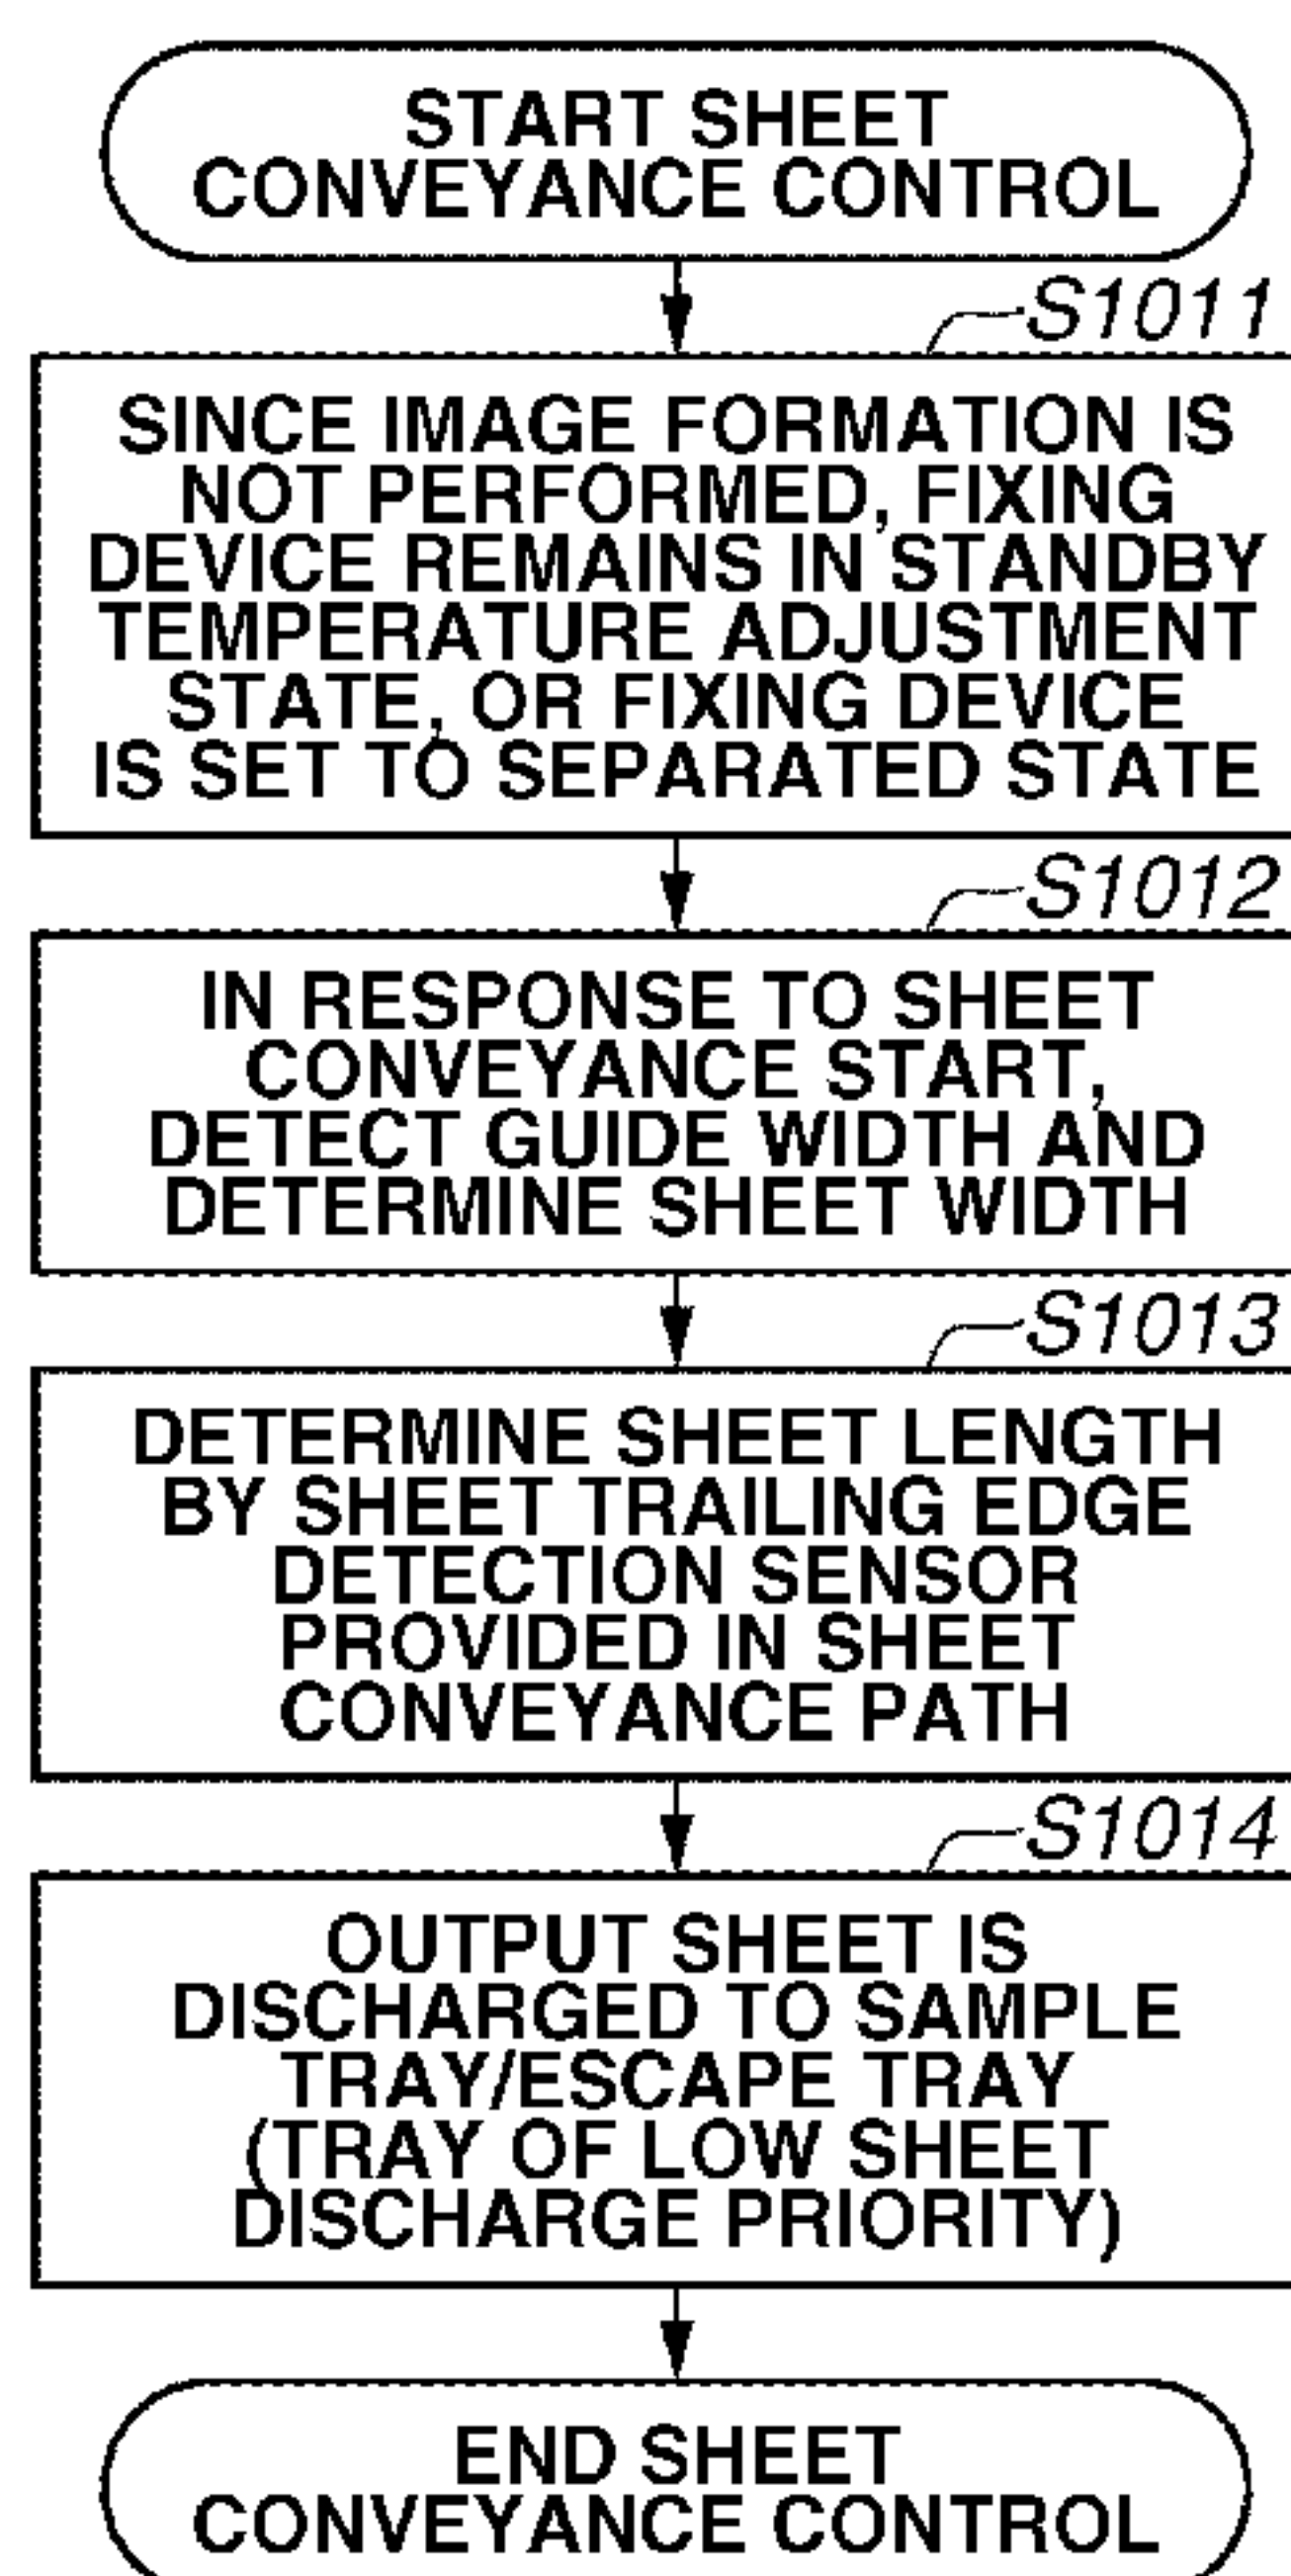 START SHEET
CONVEYANCE CONTROL
S1011
SINCE IMAGE FORMATION IS
NOT PERFORMED, FIXING
DEVICE REMAINS IN STANDBY
TEMPERATURE ADJUSTMENT
STATE, OR FIXING DEVICE
IS SET TO SEPARATED STATE
S1012
IN RESPONSE TO SHEET
CONVEYANCE START,
DETECT GUIDE WIDTH AND
DETERMINE SHEET WIDTH
S1013
DETERMINE SHEET LENGTH
BY SHEET TRAILING EDGE
DETECTION SENSOR
PROVIDED IN SHEET
CONVEYANCE PATH
S1014
OUTPUT SHEET IS
DISCHARGED TO SAMPLE
TRAY/ESCAPE TRAY
(TRAY OF LOW SHEET
DISCHARGE PRIORITY)
END SHEET
CONVEYANCE CONTROL